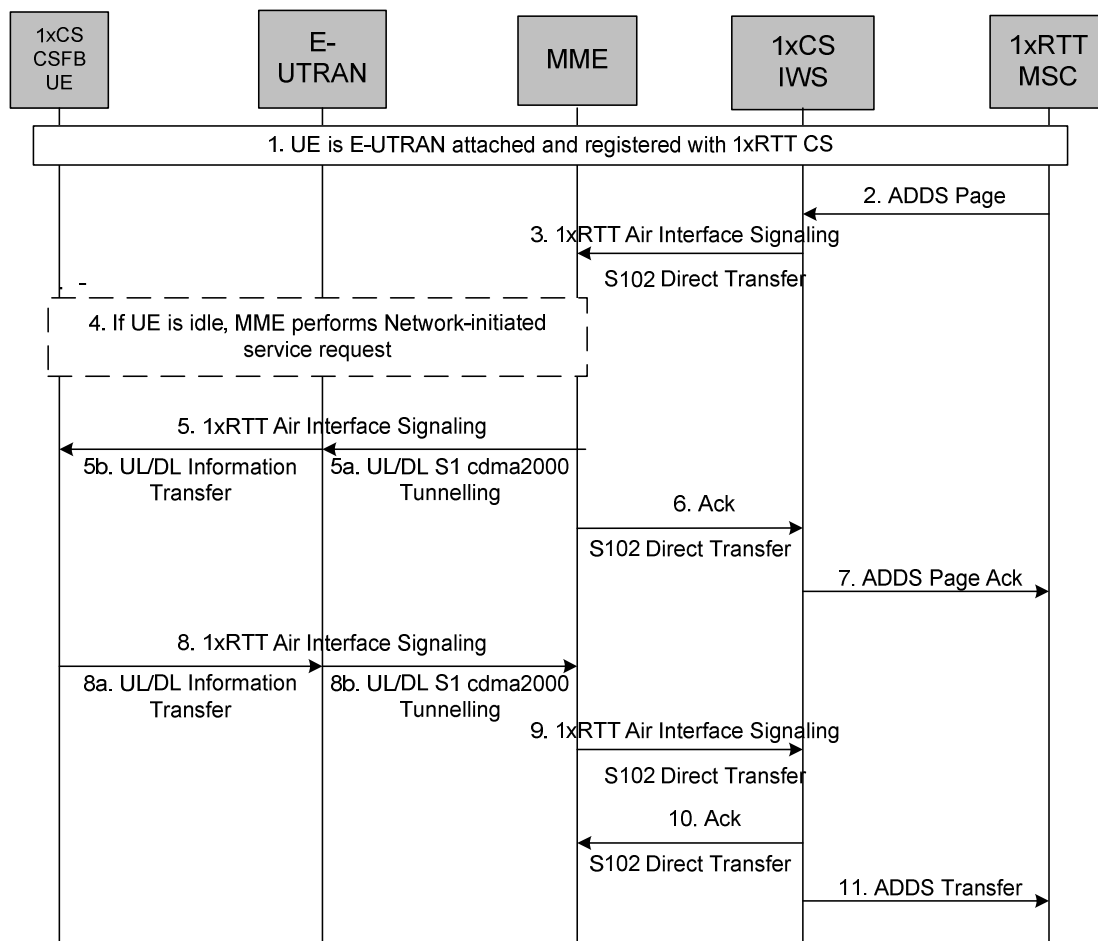 1xCS
CSFB
UE
E-
UTRAN
MME
1xCS
IWS
1xRTT
MSC
1. UE is E-UTRAN attached and registered with 1xRTT CS
2. ADDS Page
3. 1xRTT Air Interface Signaling
S102 Direct Transfer
4. If UE is idle, MME performs Network-initiated
service request
5. 1xRTT Air Interface Signaling
5b. UL/DL Information
Transfer
5a. UL/DL S1 cdma2000
Tunnelling
6. Ack
S102 Direct Transfer
7. ADDS Page Ack
8. 1xRTT Air Interface Signaling
8a. UL/DL Information
Transfer
8b. UL/DL S1 cdma2000
Tunnelling
9. 1xRTT Air Interface Signaling
S102 Direct Transfer
10. Ack
S102 Direct Transfer
11. ADDS Transfer